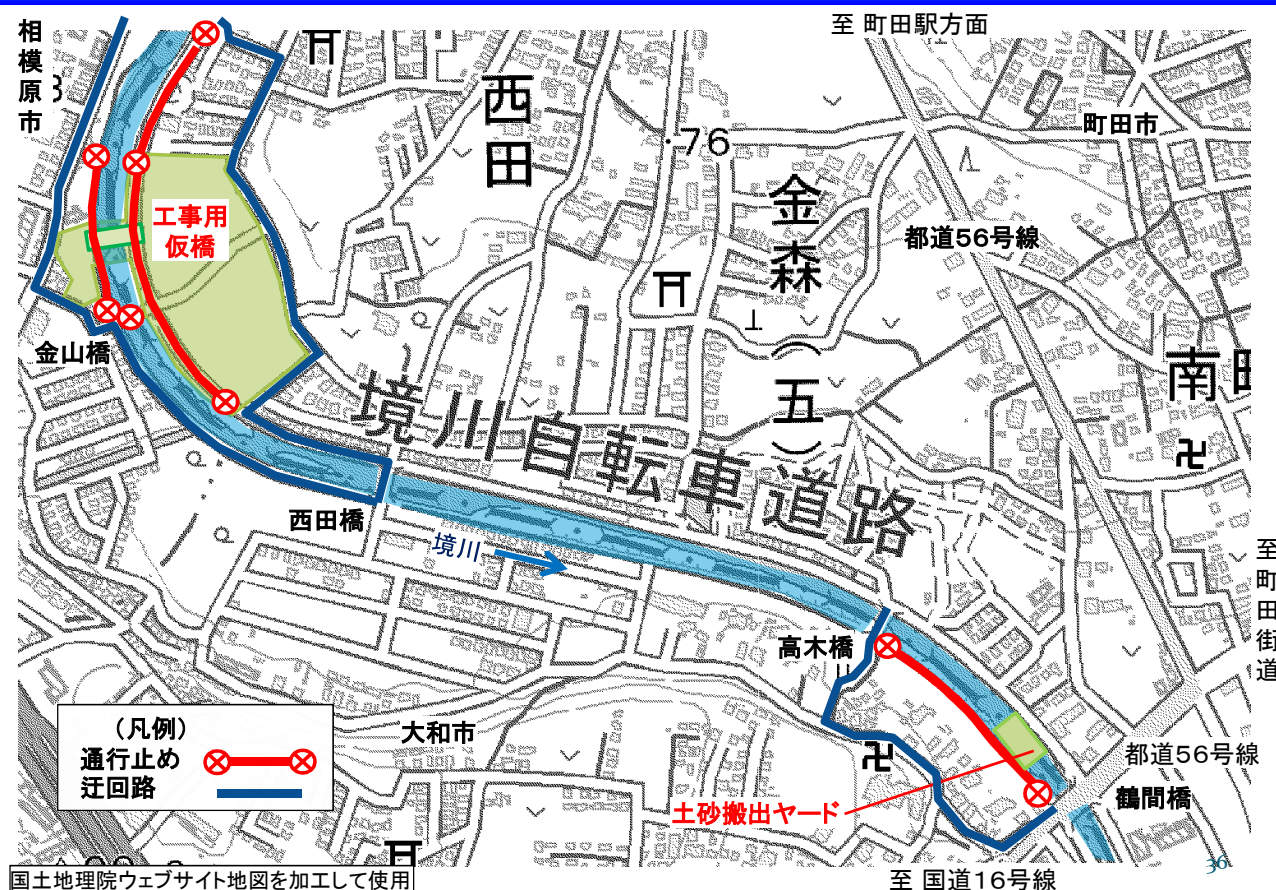 至 町田駅方面
相模原市
西田
・76
町田市
金森(五)
都道56号線
工事用
仮橋
南町
金山橋
境川自転車道路
西田橋
境川
至町田街道
高木橋
大和市
(凡例)
通行止め
迂回路
都道56号線
土砂搬出ヤード
鶴間橋
国土地理院ウェブサイト地図を加工して使用
至 国道16号線
36